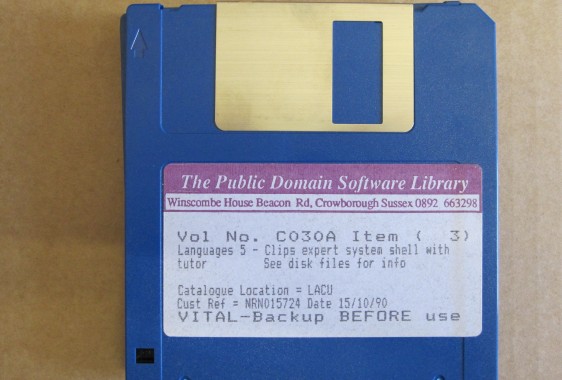 The Public Domain Software Library
Winscombe House Beacon Rd, Crowborough Sussex 0892 663298
Vol No. C030A Item ( 3)
Languages 5 - Clips expert system shell with
tutor See disk files for info
Catalogue Location = LACU
Cust Ref = NRN015724 Date 15/10/90
VITAL-Backup BEFORE use